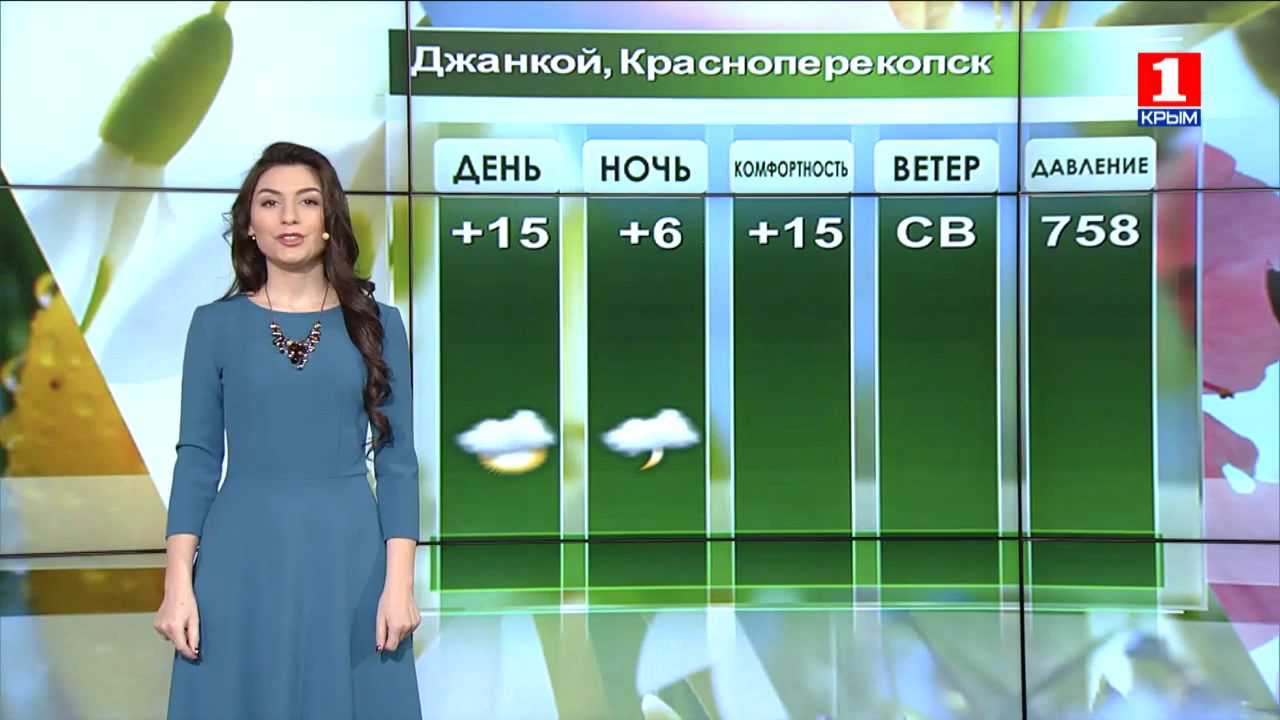 Джанкой, Красноперекопск
1
КРЫМ
ДЕНЬ НОЧЬ КОМФОРТНОСТЬ ВЕТЕР ДАВЛЕНИЕ
+15 +6 +15 СВ 758